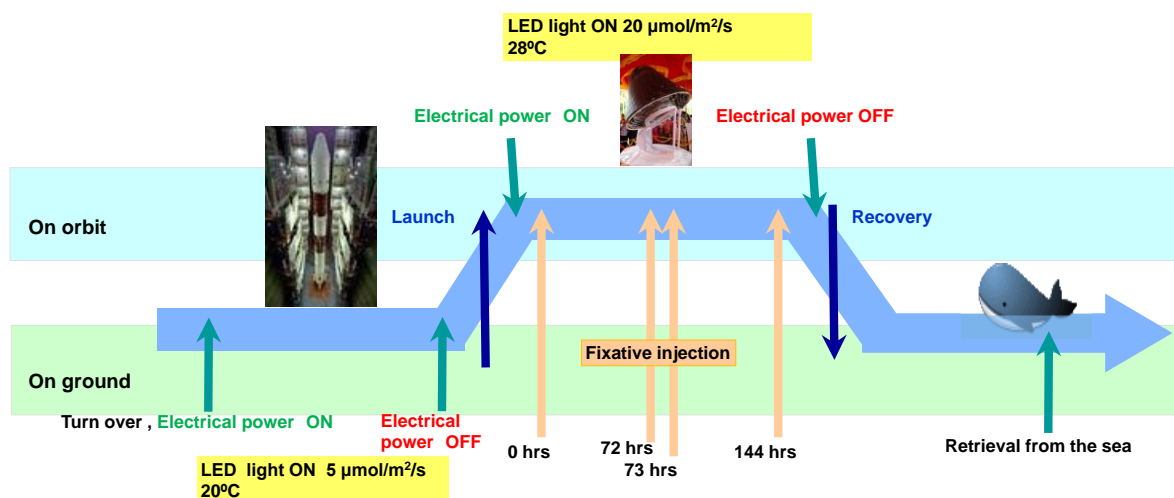 LED light ON 20 µmol/m²/s
28ºC
Electrical power ON
Electrical power OFF
Launch
Recovery
On orbit
Fixative injection
On ground
Turn over , Electrical power ON
Electrical
power OFF
0 hrs
72 hrs
73 hrs
144 hrs
Retrieval from the sea
LED light ON 5 µmol/m²/s
20ºC